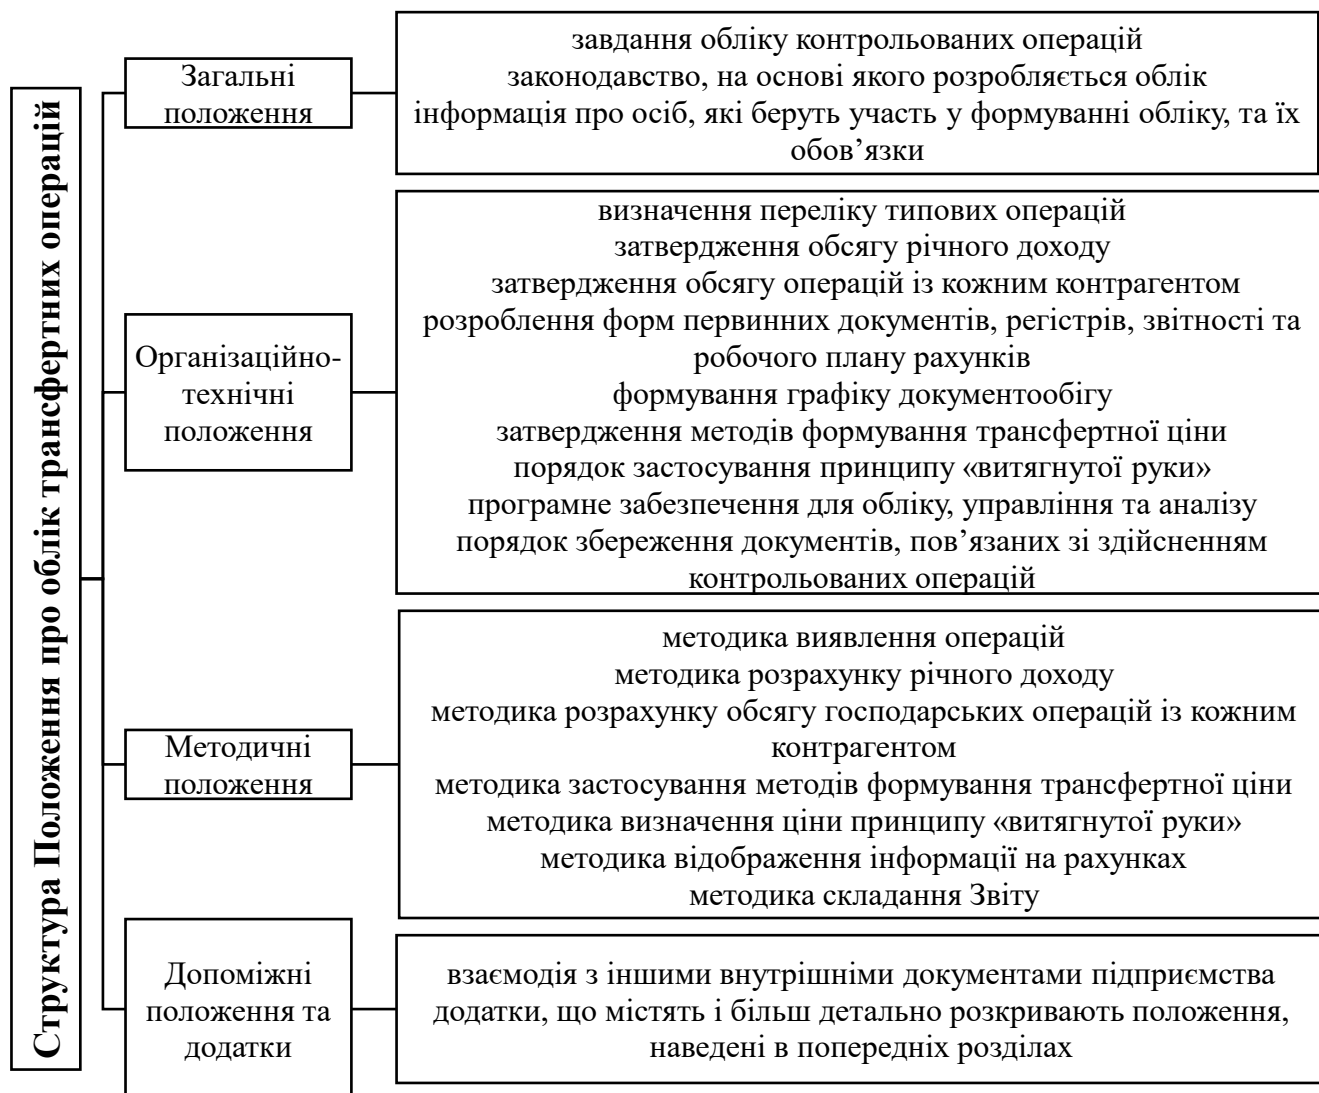 Структура Положення про облік трансфертних операцій
Загальні
положення
завдання обліку контрольованих операцій
законодавство, на основі якого розробляється облік
інформація про осіб, які беруть участь у формуванні обліку, та їх
обов’язки
Організаційно-
технічні
положення
визначення переліку типових операцій
затвердження обсягу річного доходу
затвердження обсягу операцій із кожним контрагентом
розроблення форм первинних документів, регістрів, звітності та
робочого плану рахунків
формування графіку документообігу
затвердження методів формування трансфертної ціни
порядок застосування принципу «витягнутої руки»
програмне забезпечення для обліку, управління та аналізу
порядок збереження документів, пов’язаних зі здійсненням
контрольованих операцій
Методичні
положення
методика виявлення операцій
методика розрахунку річного доходу
методика розрахунку обсягу господарських операцій із кожним
контрагентом
методика застосування методів формування трансфертної ціни
методика визначення ціни принципу «витягнутої руки»
методика відображення інформації на рахунках
методика складання Звіту
Допоміжні
положення та
додатки
взаємодія з іншими внутрішніми документами підприємства
додатки, що містять і більш детально розкривають положення,
наведені в попередніх розділах